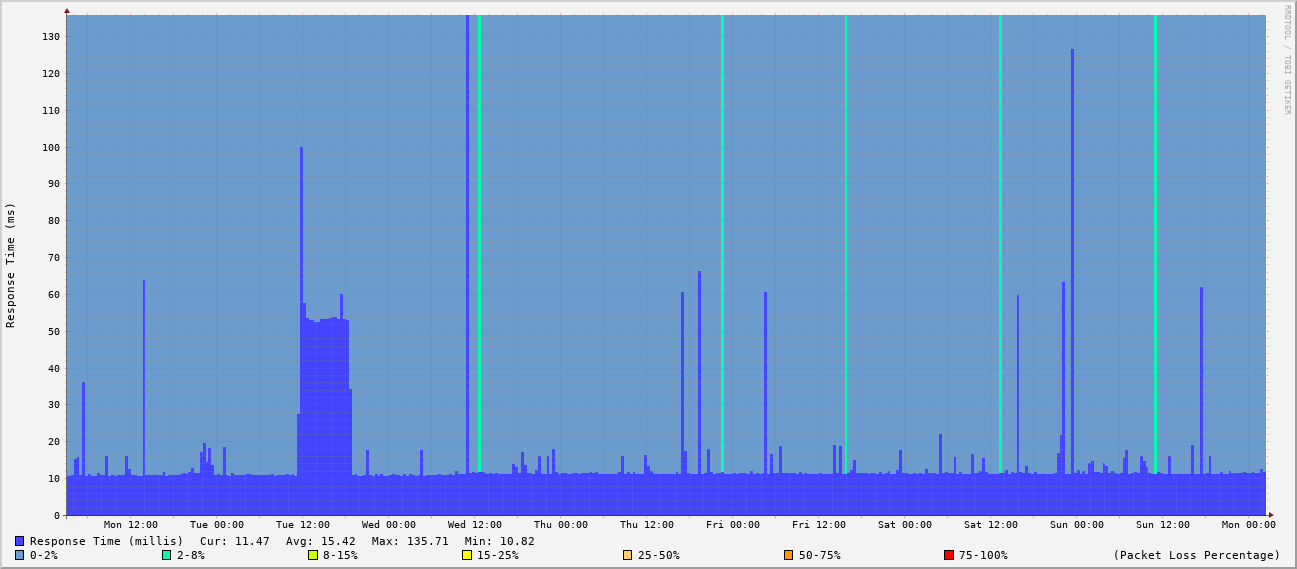 RRDTOOL / TOBI OETIKER
Response Time (ms)
130
120
110
100
90
80
70
60
50
40
30
20
10
0
Mon 12:00 Tue 00:00 Tue 12:00 Wed 00:00 Wed 12:00 Thu 00:00 Thu 12:00 Fri 00:00 Fri 12:00 Sat 00:00 Sat 12:00 Sun 00:00 Sun 12:00 Mon 00:00
Response Time (millis) Cur: 11.47 Avg: 15.42 Max: 135.71 Min: 10.82
0-2% 2-8% 8-15% 15-25% 25-50% 50-75% 75-100% (Packet Loss Percentage)